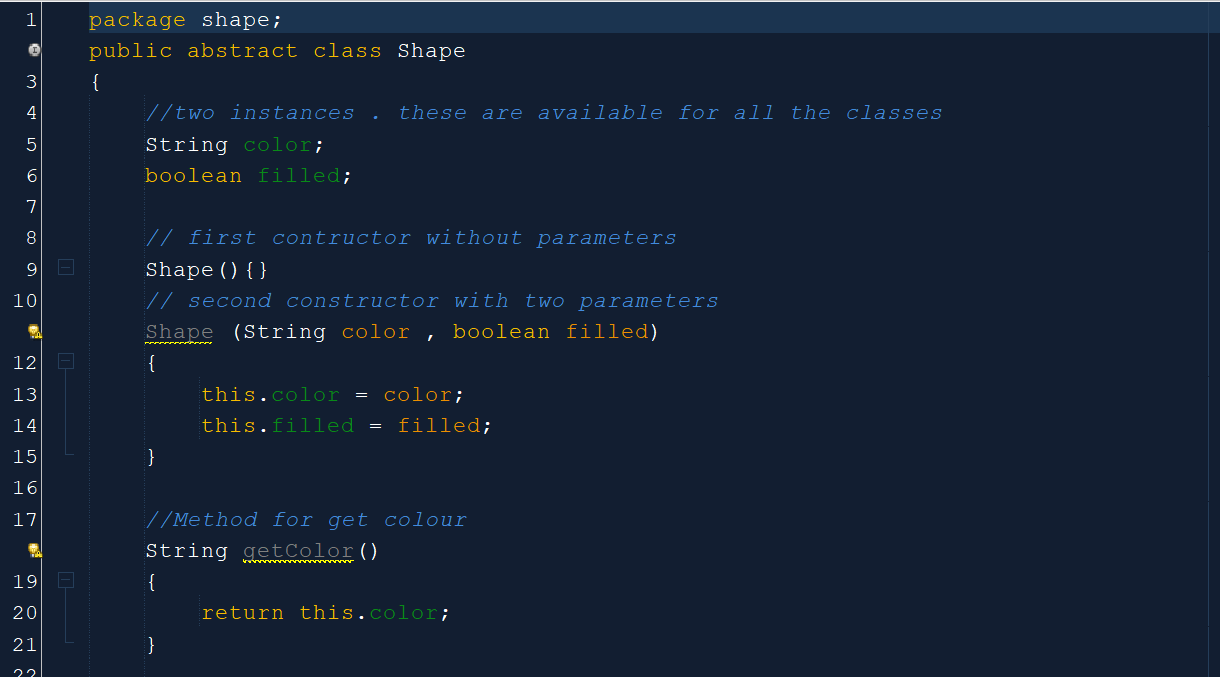 1 package shape;
public abstract class Shape
3 {
4 //two instances . these are available for all the classes
5 String color;
6 boolean filled;
7
8 // first contructor without parameters
9 Shape(){}
10 // second constructor with two parameters
Shape (String color , boolean filled)
12 {
13 this.color = color;
14 this.filled = filled;
15 }
16
17 //Method for get colour
String getColor()
19 {
20 return this.color;
21 }
22